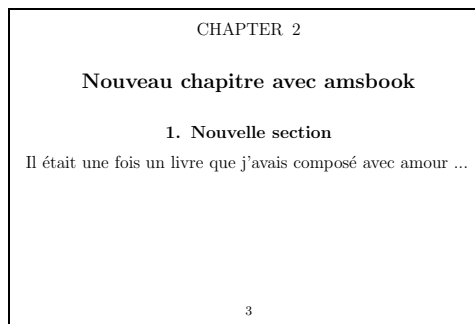 CHAPTER 2
Nouveau chapitre avec amsbook
1. Nouvelle section
Il était une fois un livre que j'avais composé avec amour ...
3